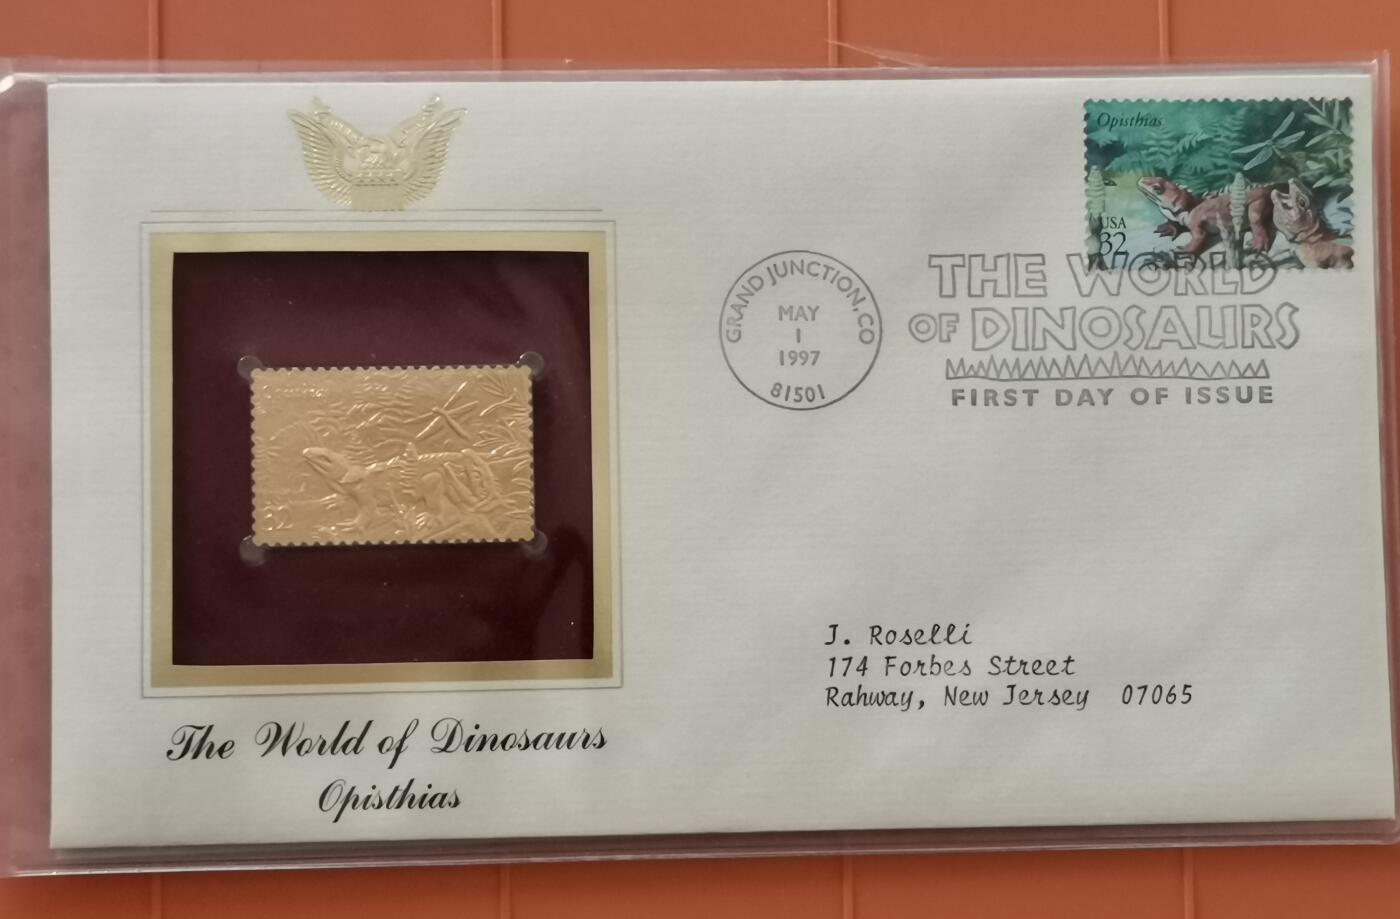 Opisthias
USA
32
GRAND JUNCTION, CO
MAY
1
1997
81501
THE WORLD
OF DINOSAURS
FIRST DAY OF ISSUE
32
J. Roselli
174 Forbes Street
Rahway, New Jersey 07065
The World of Dinosaurs
Opisthias